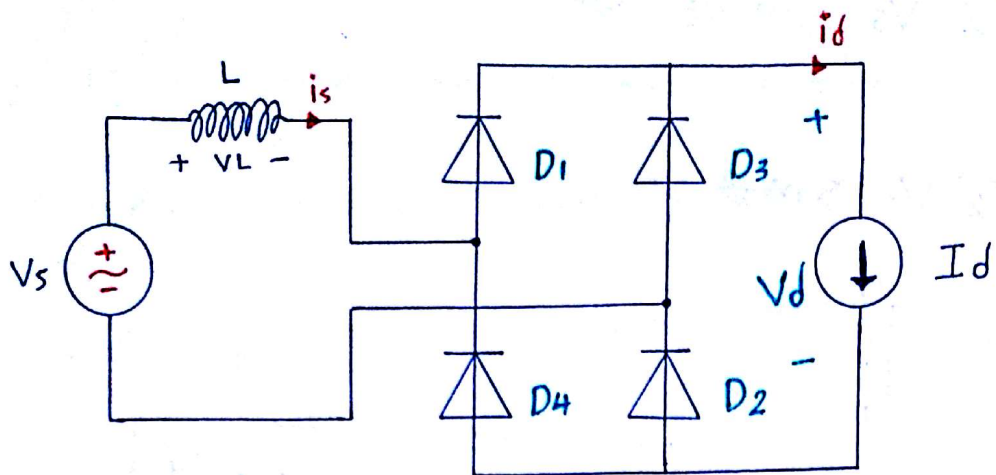 id
L
is
+ VL -
+
D1
D3
Vs
+
-
Vd
Id
-
D4
D2